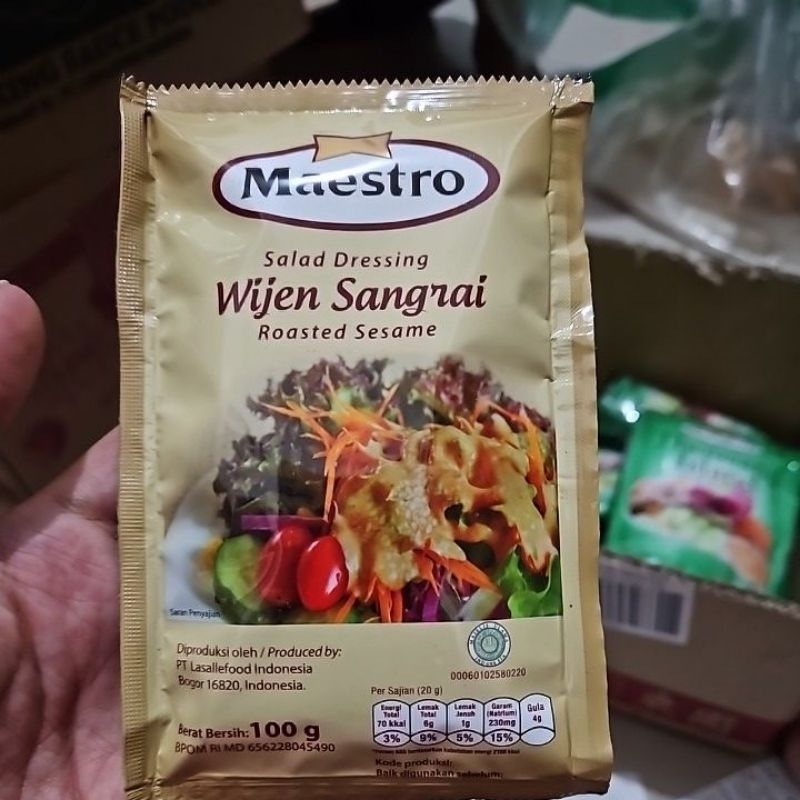 Maestro
Salad Dressing
Wijen Sangrai
Roasted Sesame
Saran Penyajian
Diproduksi oleh / Produced by:
PT Lasallefood Indonesia
Bogor 16820, Indonesia.
00060102580220
Per Sajian (20 g)
Energi Total 70 kkal 3%
Lemak Total 6g 9%
Lemak Jenuh 1g 5%
Garam (Natrium) 230mg 15%
Gula 4g
Berat Bersih: 100 g
BPOM RI MD 656228045490
Kode produksi:
Baik digunakan sebelum: